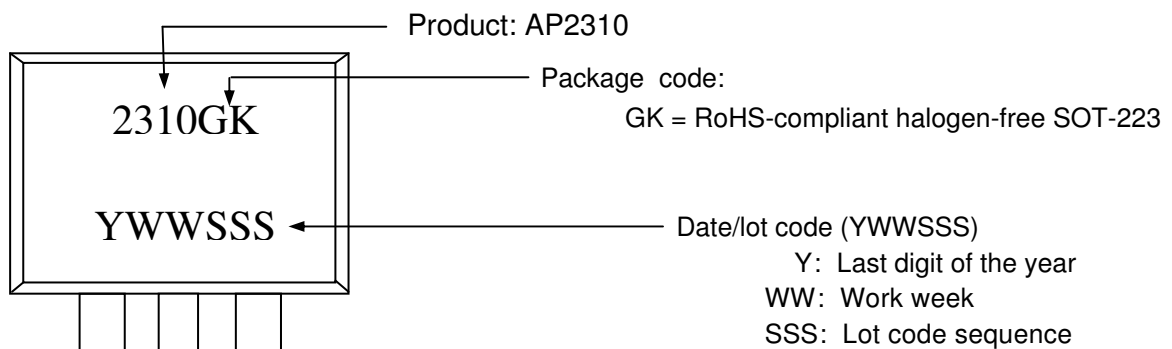 Product: AP2310
Package code:
2310GK
GK = RoHS-compliant halogen-free SOT-223
YWWSSS
Date/lot code (YWWSSS)
Y: Last digit of the year
WW: Work week
SSS: Lot code sequence